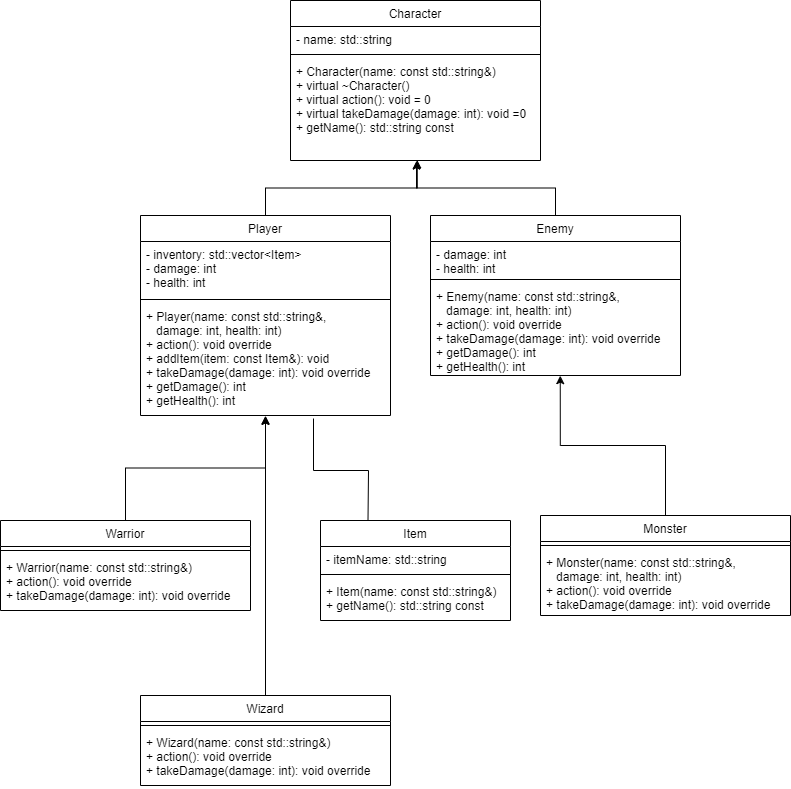 Character
- name: std::string
+ Character(name: const std::string&)
+ virtual ~Character()
+ virtual action(): void = 0
+ virtual takeDamage(damage: int): void =0
+ getName(): std::string const
Player
- inventory: std::vector<Item>
- damage: int
- health: int
+ Player(name: const std::string&,
damage: int, health: int)
+ action(): void override
+ addItem(item: const Item&): void
+ takeDamage(damage: int): void override
+ getDamage(): int
+ getHealth(): int
Enemy
- damage: int
- health: int
+ Enemy(name: const std::string&,
damage: int, health: int)
+ action(): void override
+ takeDamage(damage: int): void override
+ getDamage(): int
+ getHealth(): int
Warrior
+ Warrior(name: const std::string&)
+ action(): void override
+ takeDamage(damage: int): void override
Item
- itemName: std::string
+ Item(name: const std::string&)
+ getName(): std::string const
Monster
+ Monster(name: const std::string&,
damage: int, health: int)
+ action(): void override
+ takeDamage(damage: int): void override
Wizard
+ Wizard(name: const std::string&)
+ action(): void override
+ takeDamage(damage: int): void override